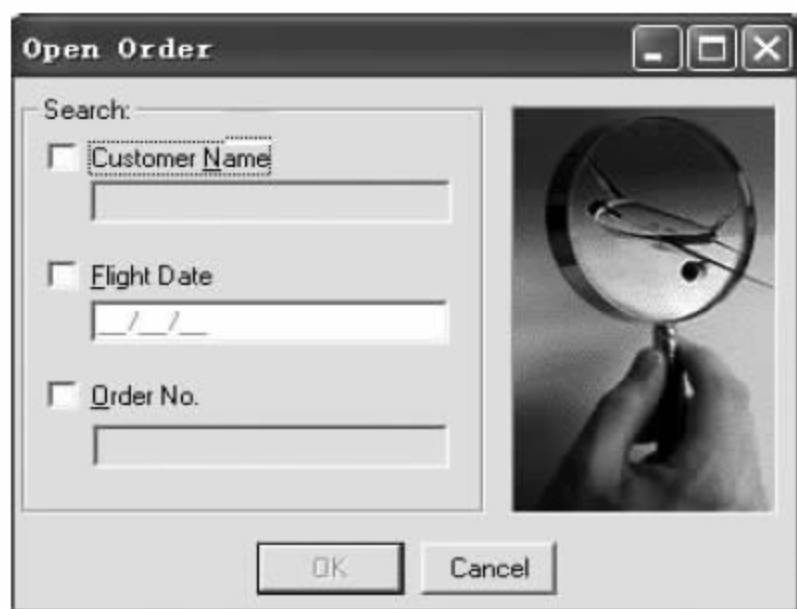 Open Order
Search:
Customer Name
Flight Date
__/__/__
Order No.
OK
Cancel